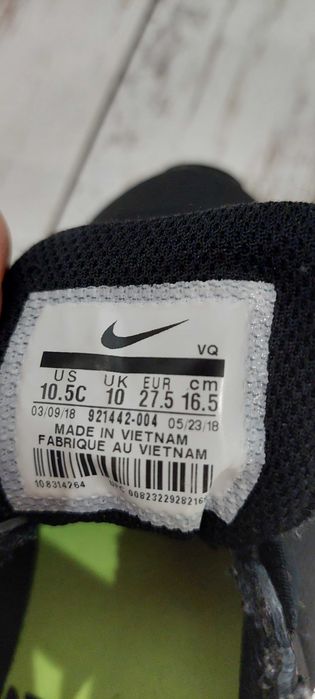 VQ
US UK EUR cm
10.5C 10 27.5 16.5
03/09/18 921442-004 05/23/18
MADE IN VIETNAM
FABRIQUE AU VIETNAM
108314264